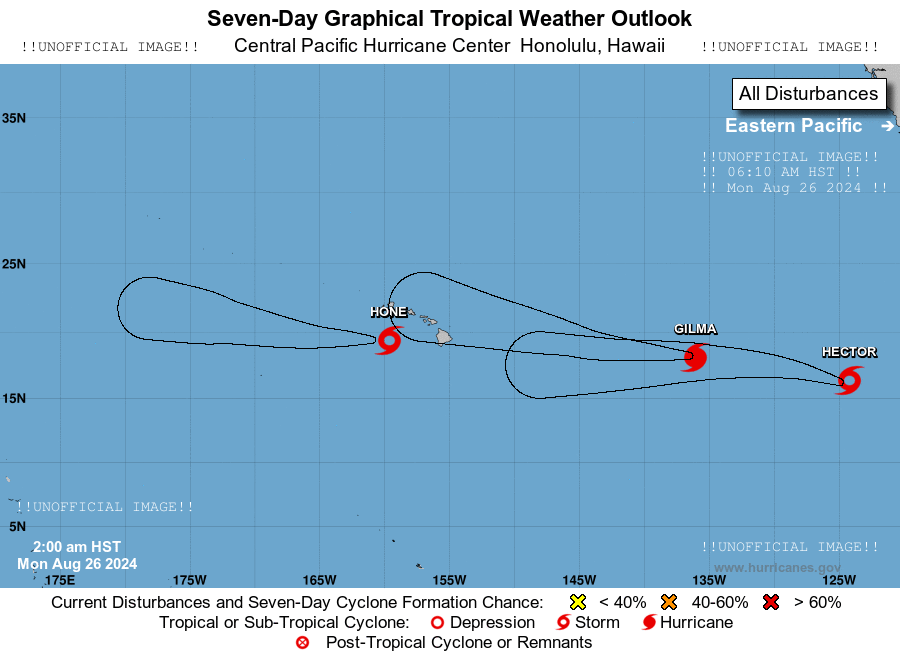 Seven-Day Graphical Tropical Weather Outlook
!!UNOFFICIAL IMAGE!! Central Pacific Hurricane Center Honolulu, Hawaii !!UNOFFICIAL IMAGE!!
All Disturbances
35N
Eastern Pacific →
!!UNOFFICIAL IMAGE!!
!! 06:10 AM HST !!
!! Mon Aug 26 2024 !!
25N
HONE
GILMA
HECTOR
15N
!!UNOFFICIAL IMAGE!!
5N
2:00 am HST
Mon Aug 26 2024
!!UNOFFICIAL IMAGE!!
www.hurricanes.gov
175E 175W 165W 155W 145W 135W 125W
Current Disturbances and Seven-Day Cyclone Formation Chance: < 40% 40-60% > 60%
Tropical or Sub-Tropical Cyclone: Depression Storm Hurricane
Post-Tropical Cyclone or Remnants